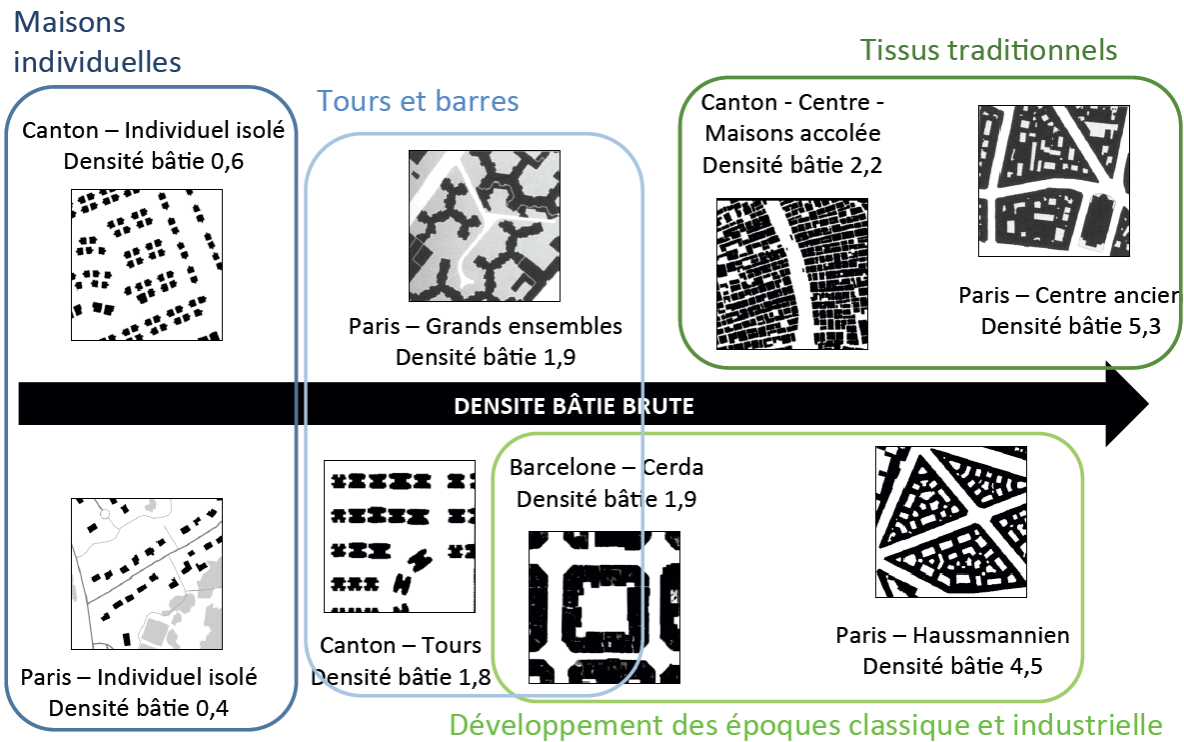 Maisons
individuelles
Canton – Individuel isolé
Densité bâtie 0,6
Tours et barres
Paris – Grands ensembles
Densité bâtie 1,9
Tissus traditionnels
Canton - Centre -
Maisons accolée
Densité bâtie 2,2
Paris – Centre ancien
Densité bâtie 5,3
DENSITE BÂTIE BRUTE
Paris – Individuel isolé
Densité bâtie 0,4
Canton – Tours
Densité bâtie 1,8
Barcelone – Cerda
Densité bâtie 1,9
Paris – Haussmannien
Densité bâtie 4,5
Développement des époques classique et industrielle